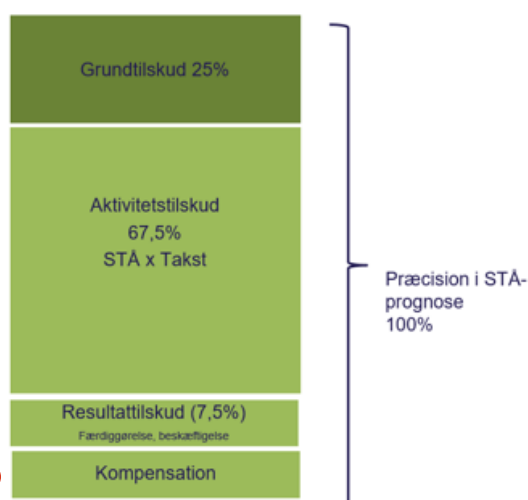 Grundtilskud 25%
Aktivitetstilskud
67,5%
STÅ x Takst
Resultattilskud (7,5%)
Færdiggørelse, beskæftigelse
Kompensation
Præcision i STÅ-
prognose
100%